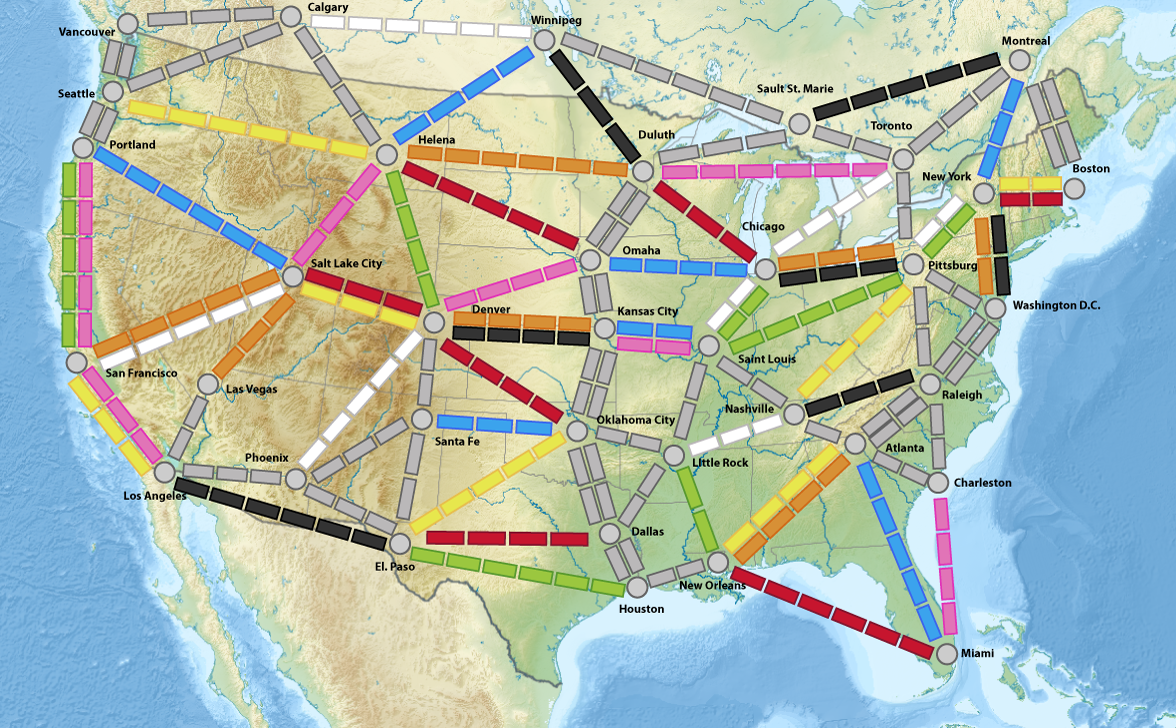 Calgary
Winnipeg
Vancouver
Montreal
Seattle
Sault St. Marie
Toronto
Duluth
Helena
Portland
Boston
New York
Chicago
Omaha
Salt Lake City
Pittsburg
Denver
Kansas City
Washington D.C.
Saint Louis
San Francisco
Las Vegas
Raleigh
Nashville
Oklahoma City
Santa Fe
Atlanta
Phoenix
Little Rock
Charleston
Los Angeles
Dallas
El. Paso
New Orleans
Houston
Miami